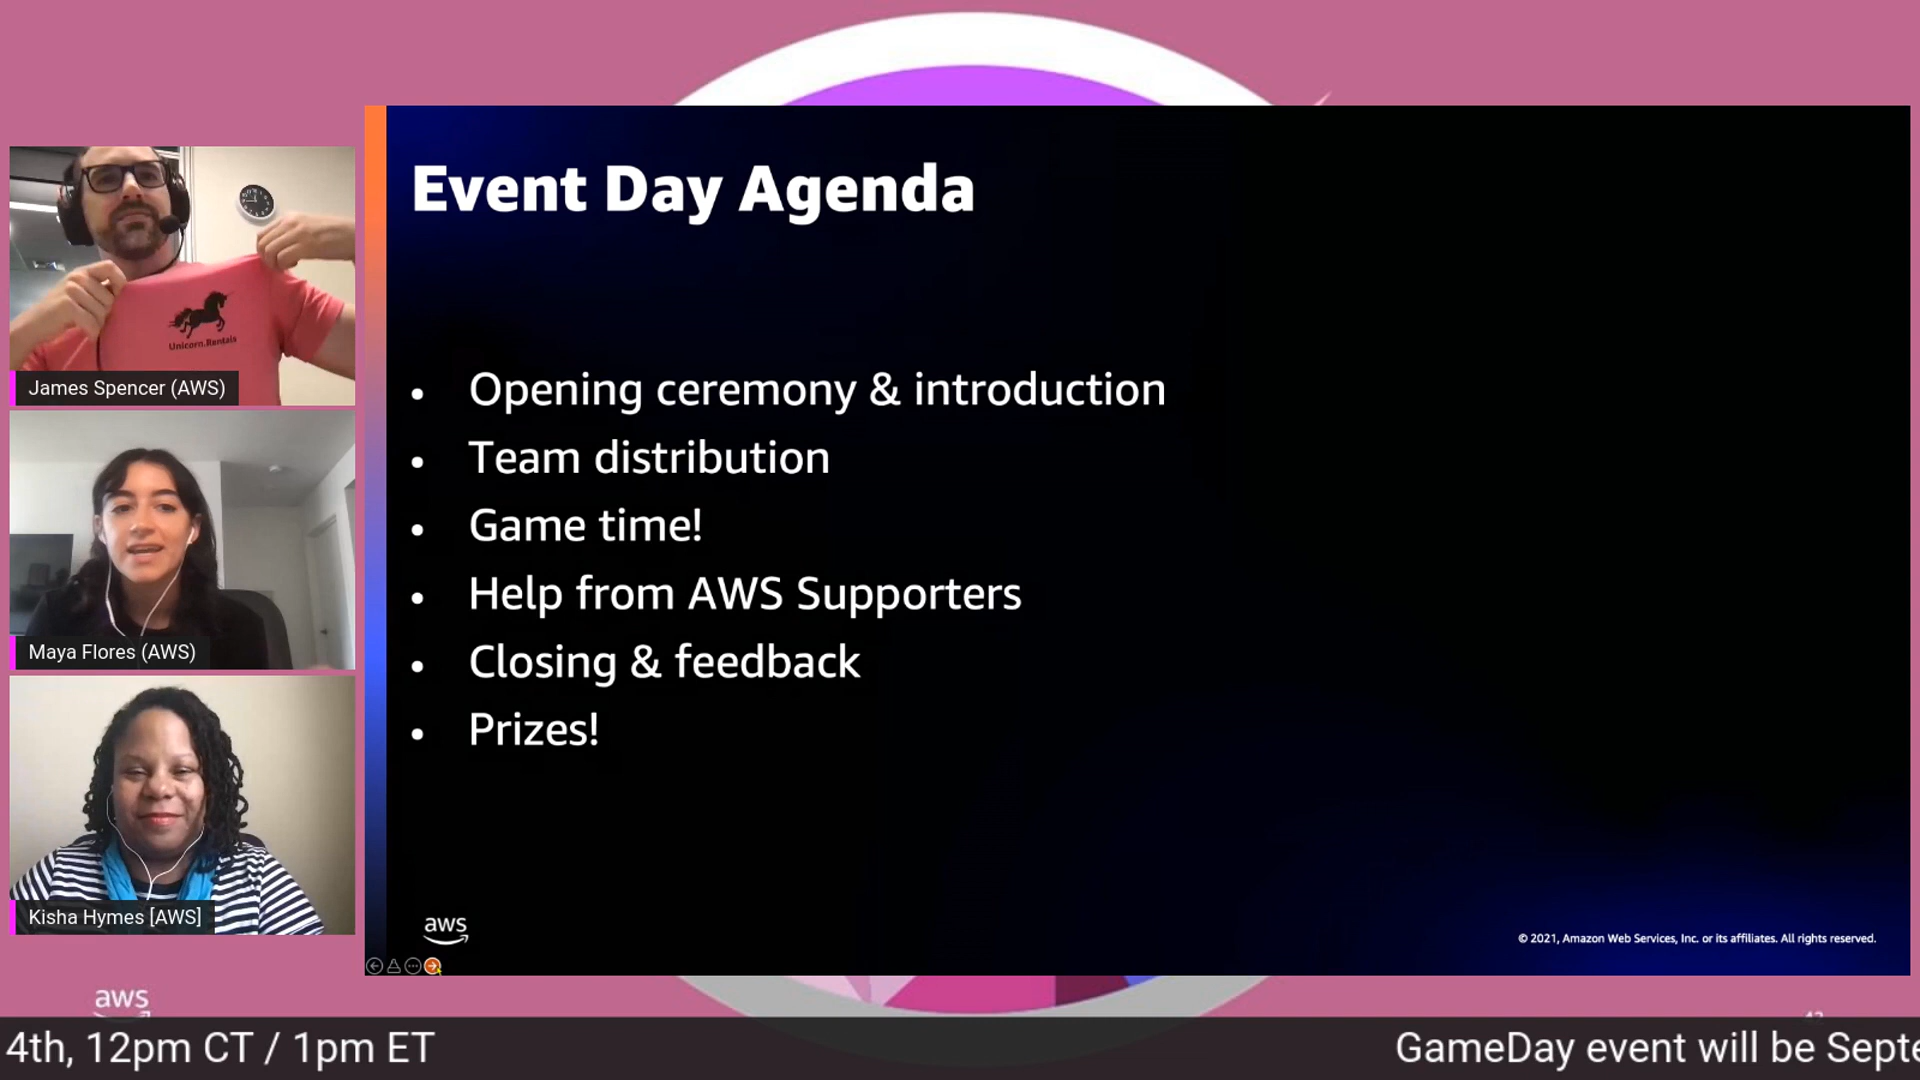 Event Day Agenda
• Opening ceremony & introduction
• Team distribution
• Game time!
• Help from AWS Supporters
• Closing & feedback
• Prizes!
aws
© 2021, Amazon Web Services, Inc. or its affiliates. All rights reserved.
Unicorn.Rentals
James Spencer (AWS)
Maya Flores (AWS)
Kisha Hymes [AWS]
aws
4th, 12pm CT / 1pm ET
GameDay event will be Septe